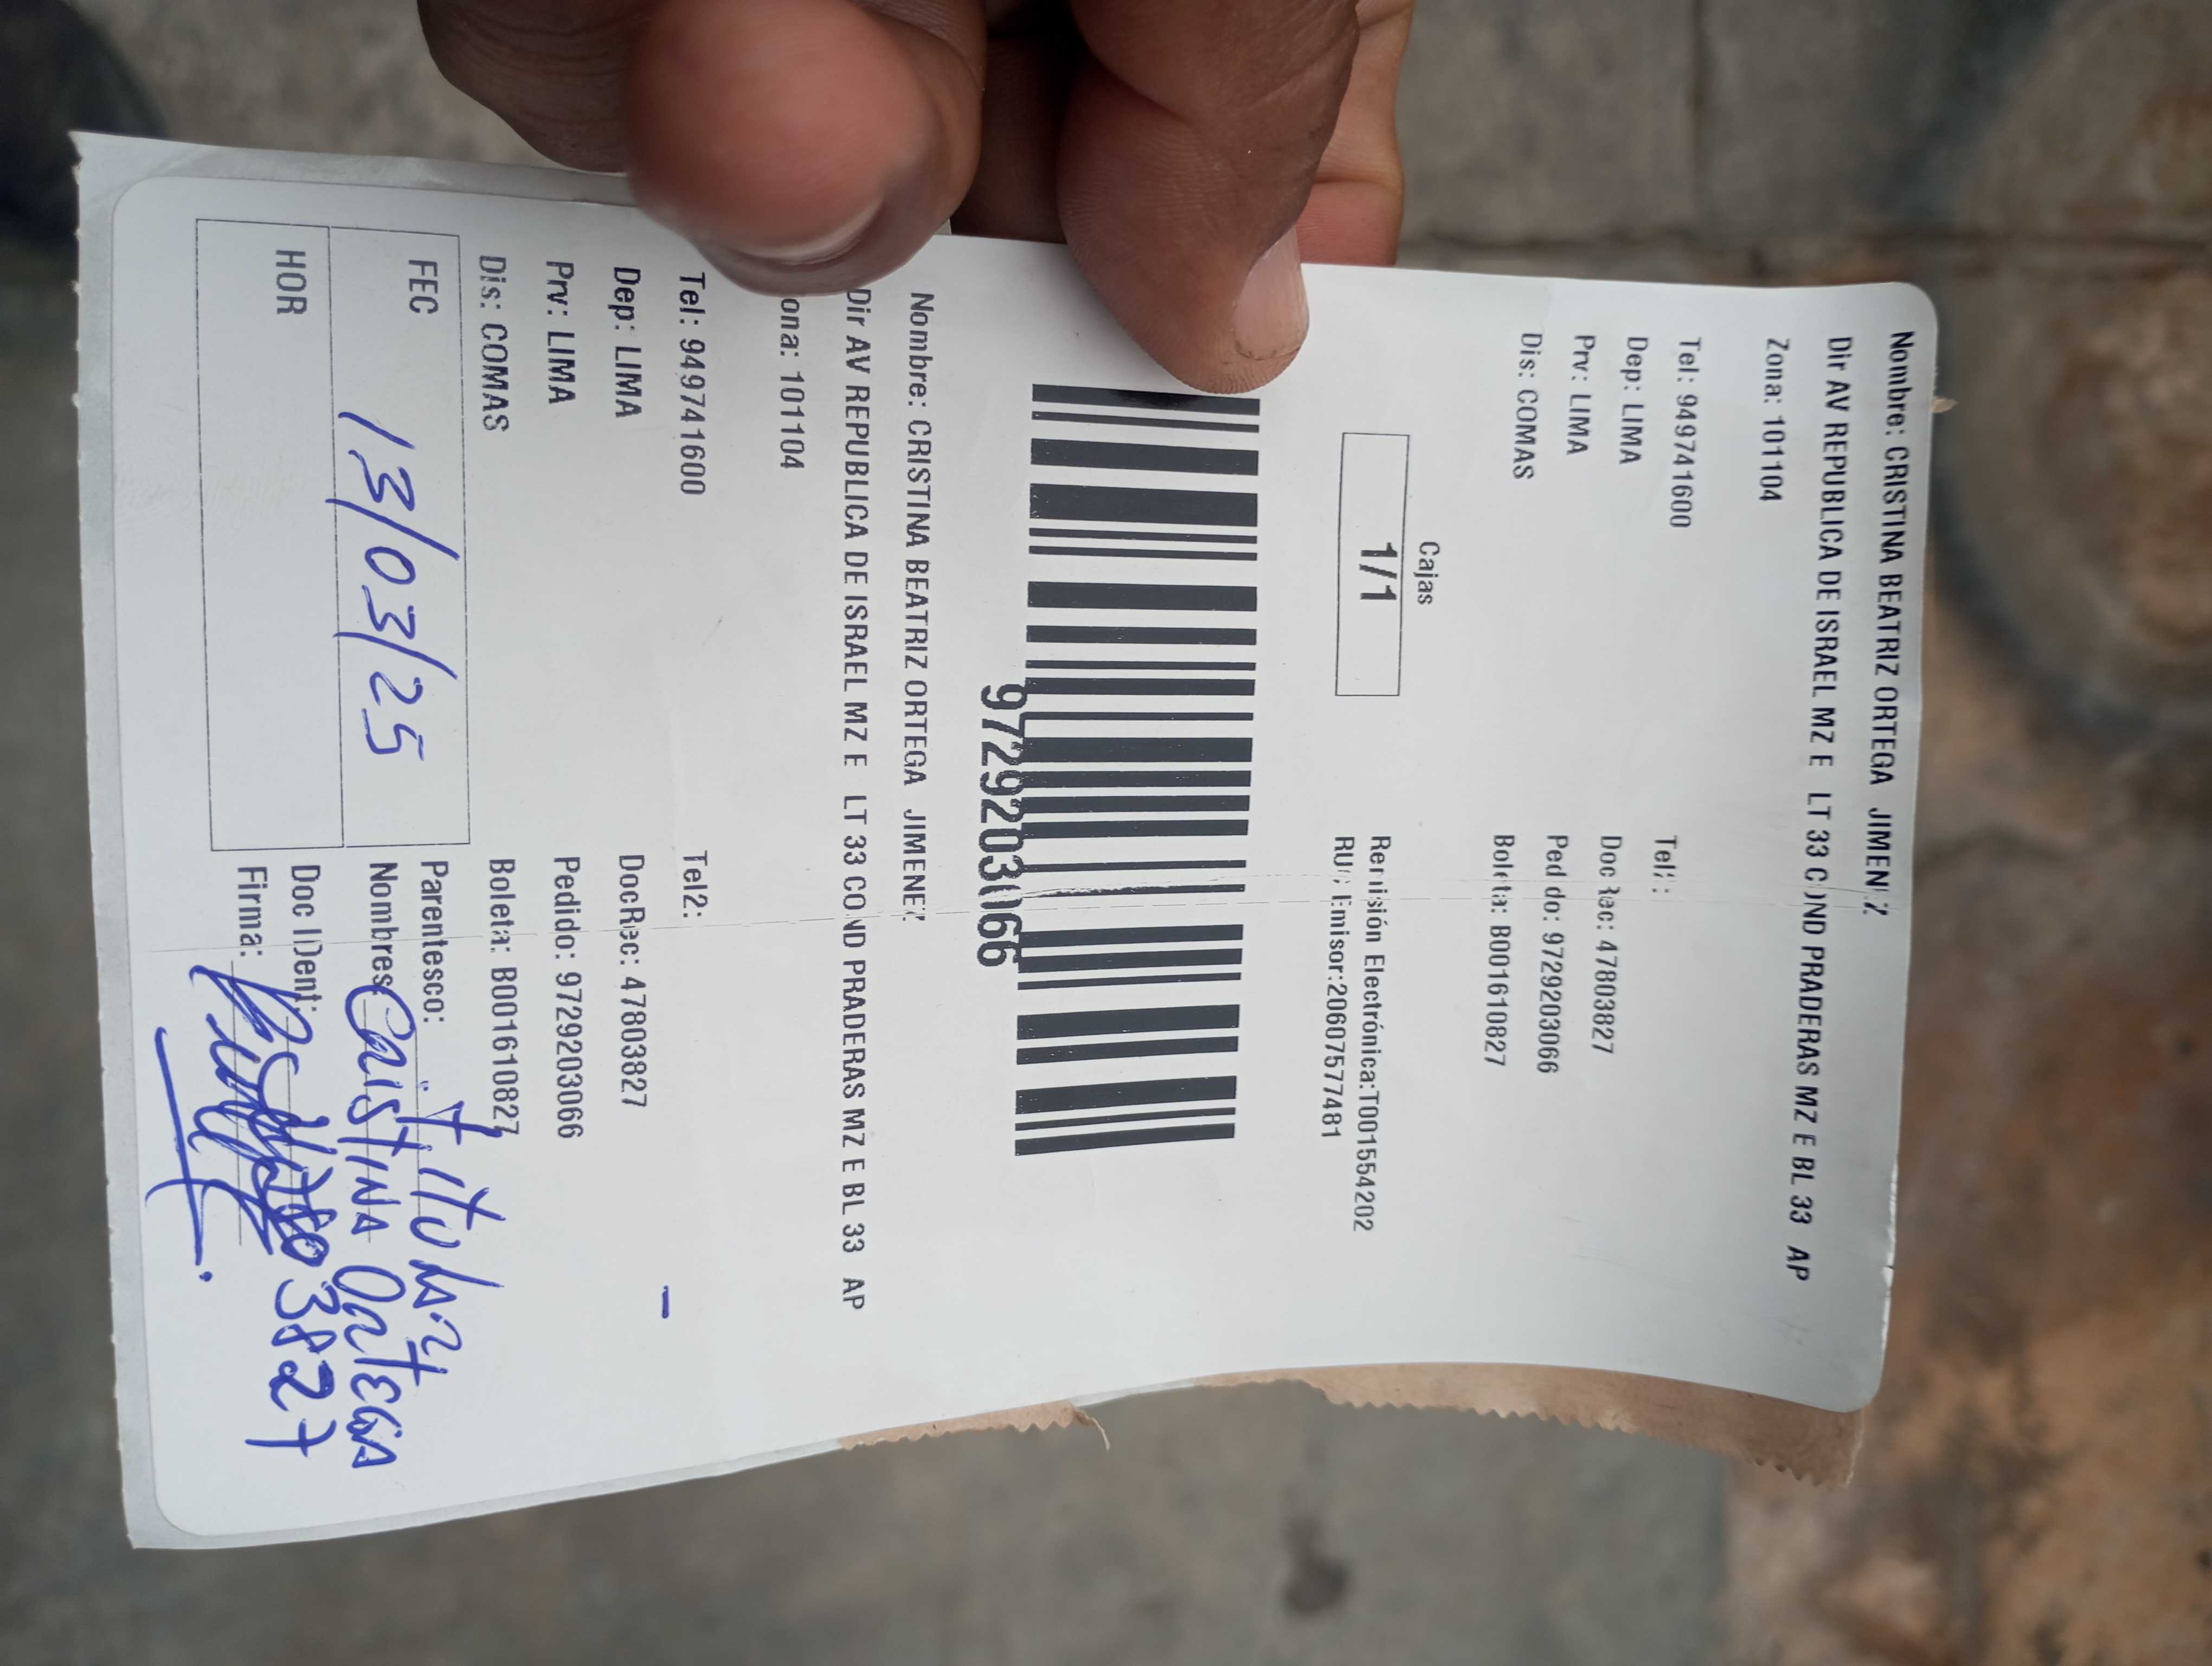 Nombre: CRISTINA BEATRIZ ORTEGA JIMENEZ
Dir AV REPUBLICA DE ISRAEL MZ E LT 33 COND PRADERAS MZ E BL 33 AP
Zona: 101104
Tel: 949741600 Tel2:
Dep: LIMA DocRec: 47803827
Prv: LIMA Pedido: 9729203066
Dis: COMAS Boleta: B001610827
Cajas
1/1
Remisión Electrónica:T001554202
RUC Emisor:20607577481
9729203066
Nombre: CRISTINA BEATRIZ ORTEGA JIMENEZ
Dir AV REPUBLICA DE ISRAEL MZ E LT 33 COND PRADERAS MZ E BL 33 AP
ona: 101104
Tel: 949741600 Tel2:
Dep: LIMA DocRec: 47803827
Prv: LIMA Pedido: 9729203066
Dis: COMAS Boleta: B001610827
FEC 13/03/25 Parentesco: Titular
Nombres: Cristina Ortega
HOR Doc IDent: 47803827
Firma: